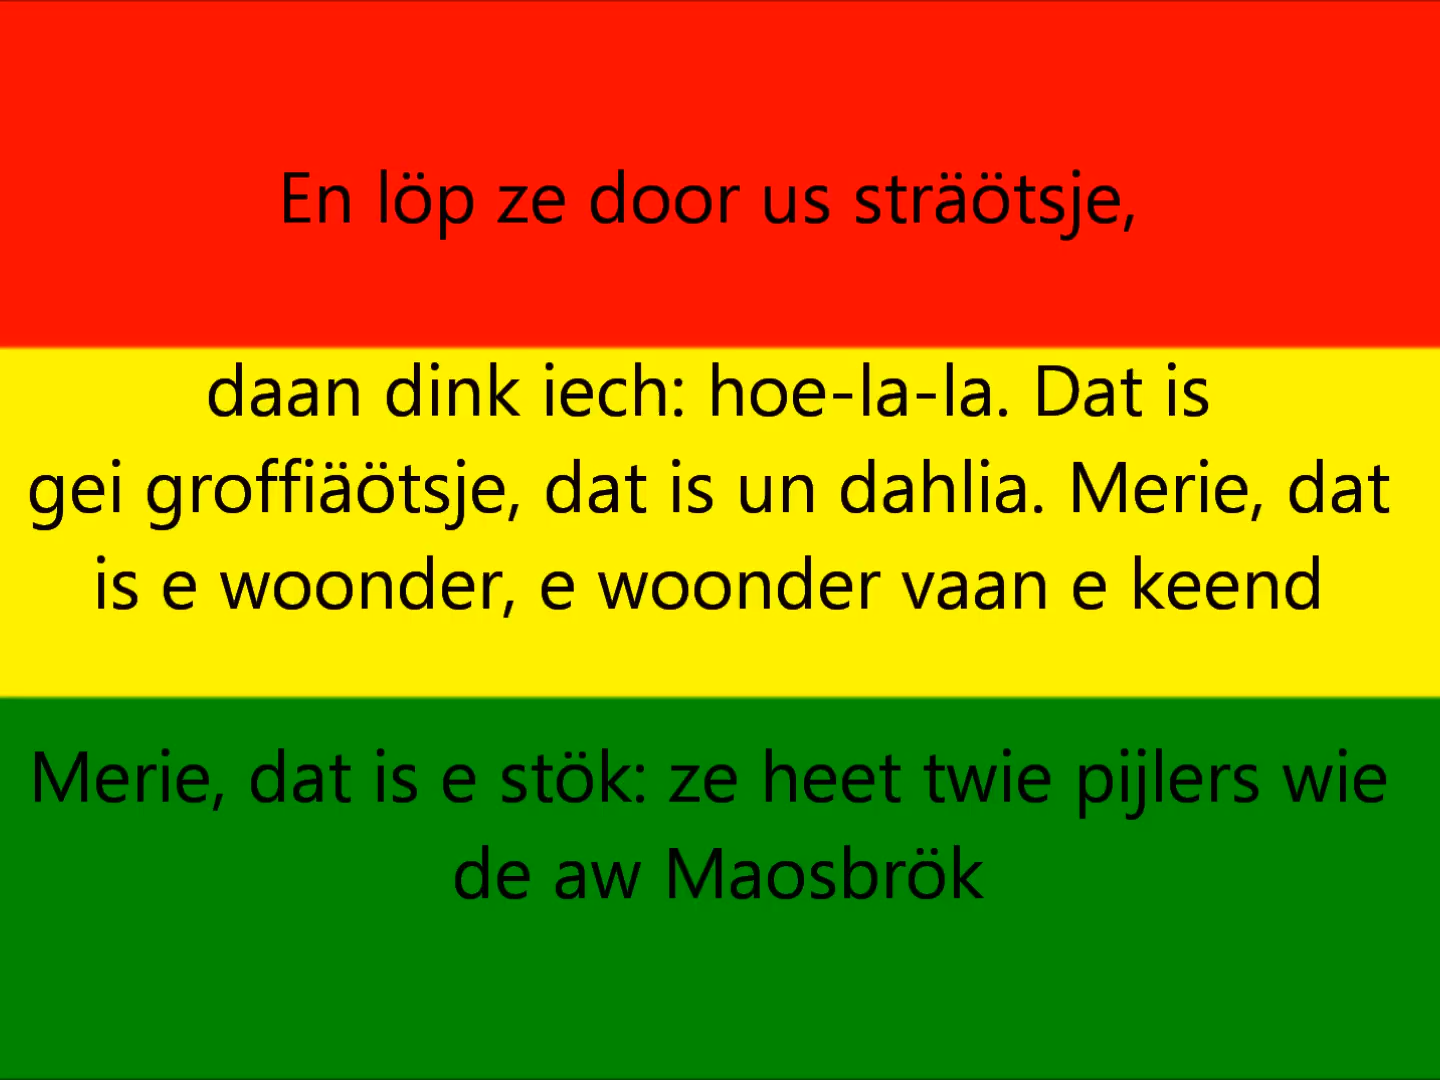 En löp ze door us sträötsje,
daan dink iech: hoe-la-la. Dat is
gei groffiäötsje, dat is un dahlia. Merie, dat
is e woonder, e woonder vaan e keend
Merie, dat is e stök: ze heet twie pijlers wie
de aw Maosbrök